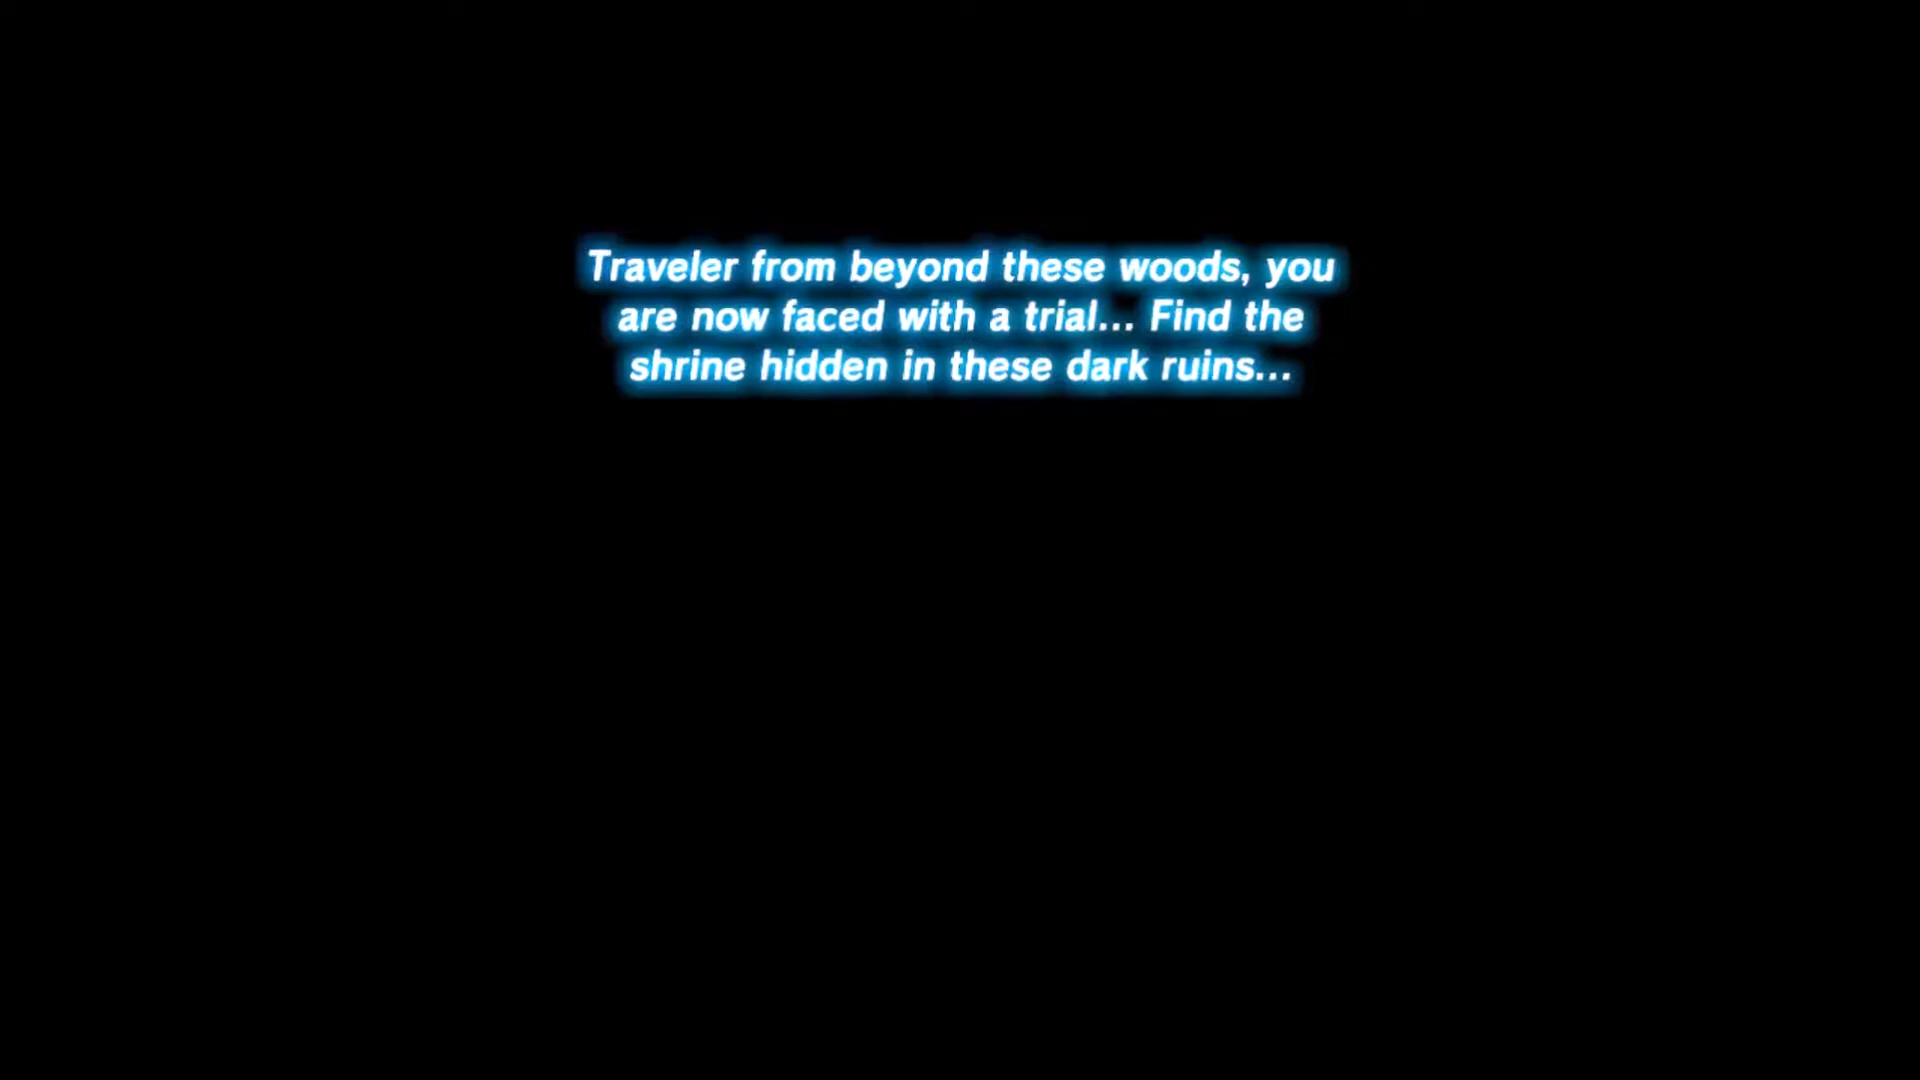 Traveler from beyond these woods, you
are now faced with a trial... Find the
shrine hidden in these dark ruins...